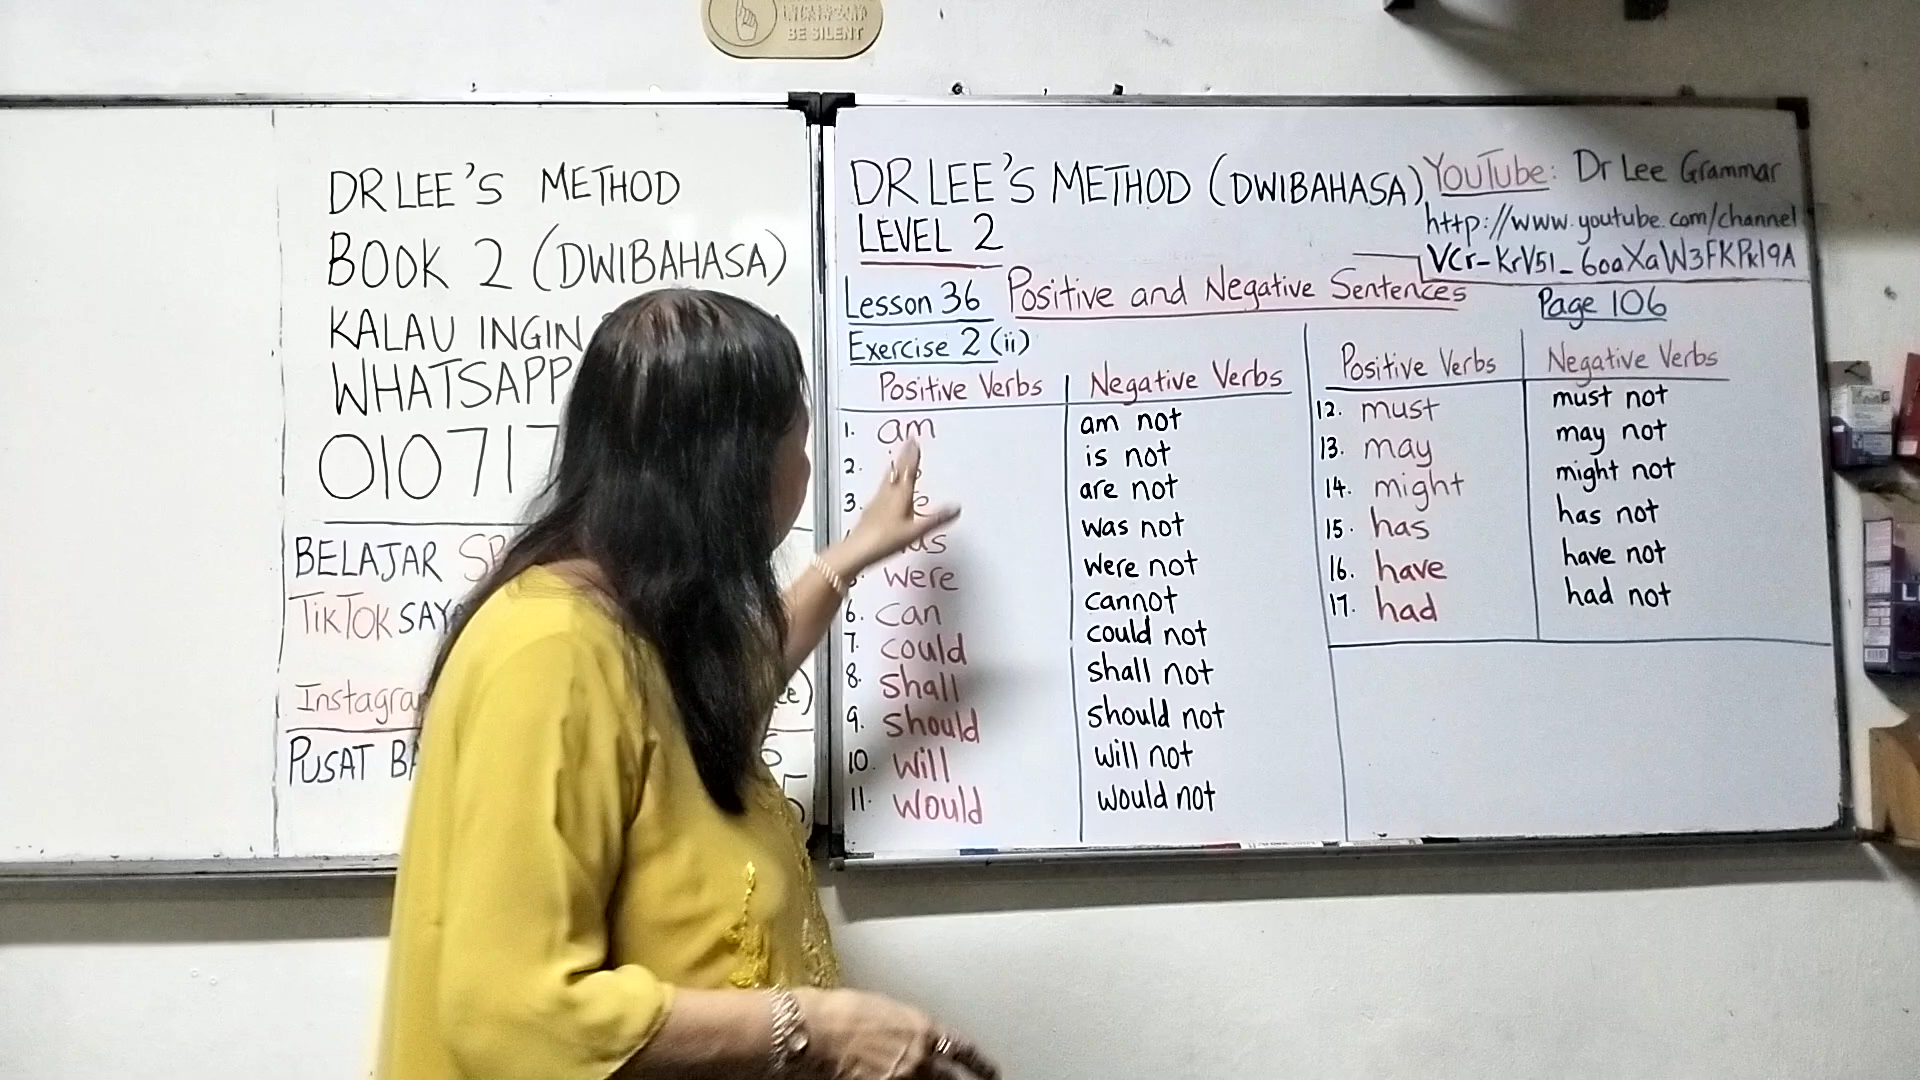 BE SILENT
DR LEE'S METHOD
BOOK 2 (DWIBAHASA)
KALAU INGIN
WHATSAPP
01071
BELAJAR
TikTok SAYA
Instagram
PUSAT
DR LEE'S METHOD (DWIBAHASA)
LEVEL 2
YouTube: Dr Lee Grammar
http://www.youtube.com/channel
VCr-KrV51_6oaXaW3FKPkl9A
Lesson 36 Positive and Negative Sentences Page 106
Exercise 2 (ii)
Positive Verbs Negative Verbs
1. am am not
2. is not
3. are not
was not
were were not
6. can cannot
7. could could not
8. shall shall not
9. should should not
10. will will not
11. would would not
Positive Verbs Negative Verbs
12. must must not
13. may may not
14. might might not
15. has has not
16. have have not
17. had had not